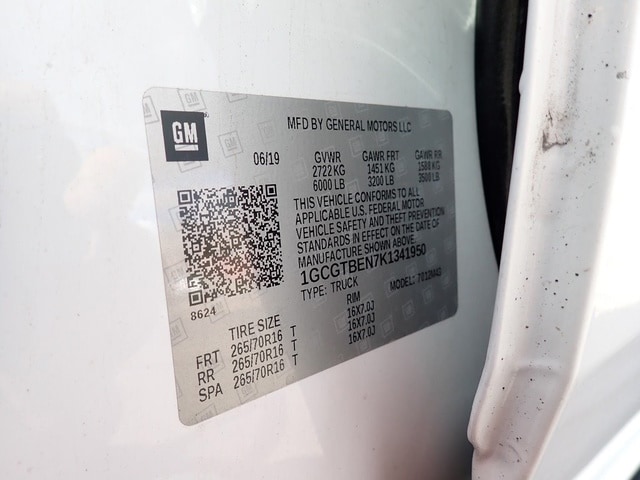 GM
MFD BY GENERAL MOTORS LLC
06/19 GVWR GAWR FRT GAWR RR
2722 KG 1451 KG 1588 KG
6000 LB 3200 LB 3500 LB
THIS VEHICLE CONFORMS TO ALL
APPLICABLE U.S. FEDERAL MOTOR
VEHICLE SAFETY AND THEFT PREVENTION
STANDARDS IN EFFECT ON THE DATE OF
MANUFACTURE SHOWN ABOVE.
1GCGTBEN7K1341950
TYPE: TRUCK MODEL:
8624
TIRE SIZE RIM
FRT 265/70R16 T 16X7.0J
RR 265/70R16 T 16X7.0J
SPA 265/70R16 T 16X7.0J